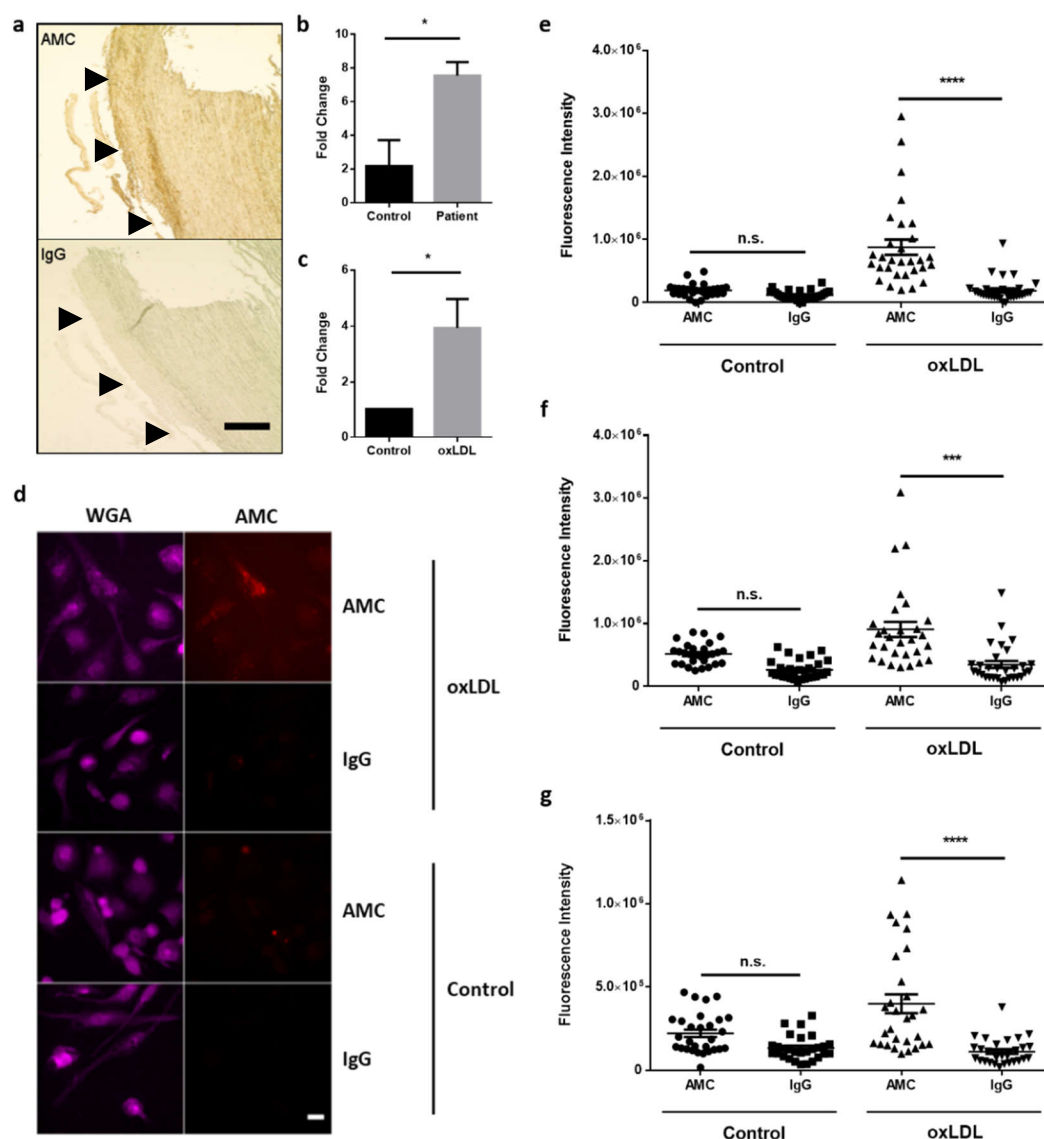 a
AMC
IgG
b
*
Fold Change
10
8
6
4
2
0
Control
Patient
c
*
Fold Change
6
4
2
0
Control
oxLDL
d
WGA
AMC
AMC
IgG
oxLDL
AMC
IgG
Control
e
Fluorescence Intensity
4.0×10⁶
3.0×10⁶
2.0×10⁶
1.0×10⁶
0
n.s.
****
AMC
IgG
AMC
IgG
Control
oxLDL
f
Fluorescence Intensity
4.0×10⁶
3.0×10⁶
2.0×10⁶
1.0×10⁶
0
n.s.
***
AMC
IgG
AMC
IgG
Control
oxLDL
g
Fluorescence Intensity
1.5×10⁶
1.0×10⁶
5.0×10⁵
0
n.s.
****
AMC
IgG
AMC
IgG
Control
oxLDL